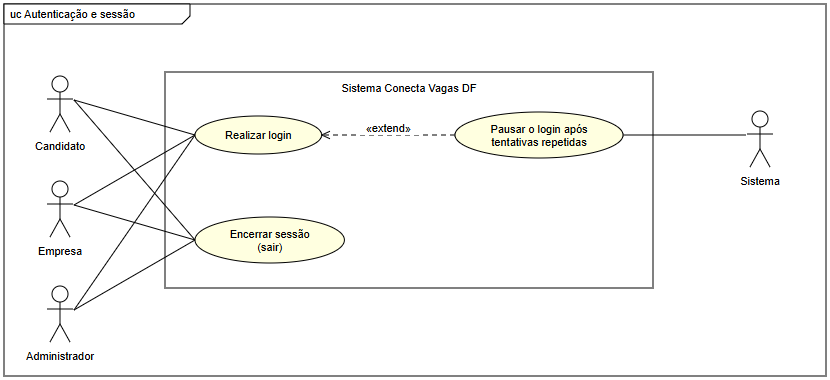 uc Autenticação e sessão
Sistema Conecta Vagas DF
Candidato
Realizar login
«extend»
Pausar o login após
tentativas repetidas
Sistema
Empresa
Encerrar sessão
(sair)
Administrador